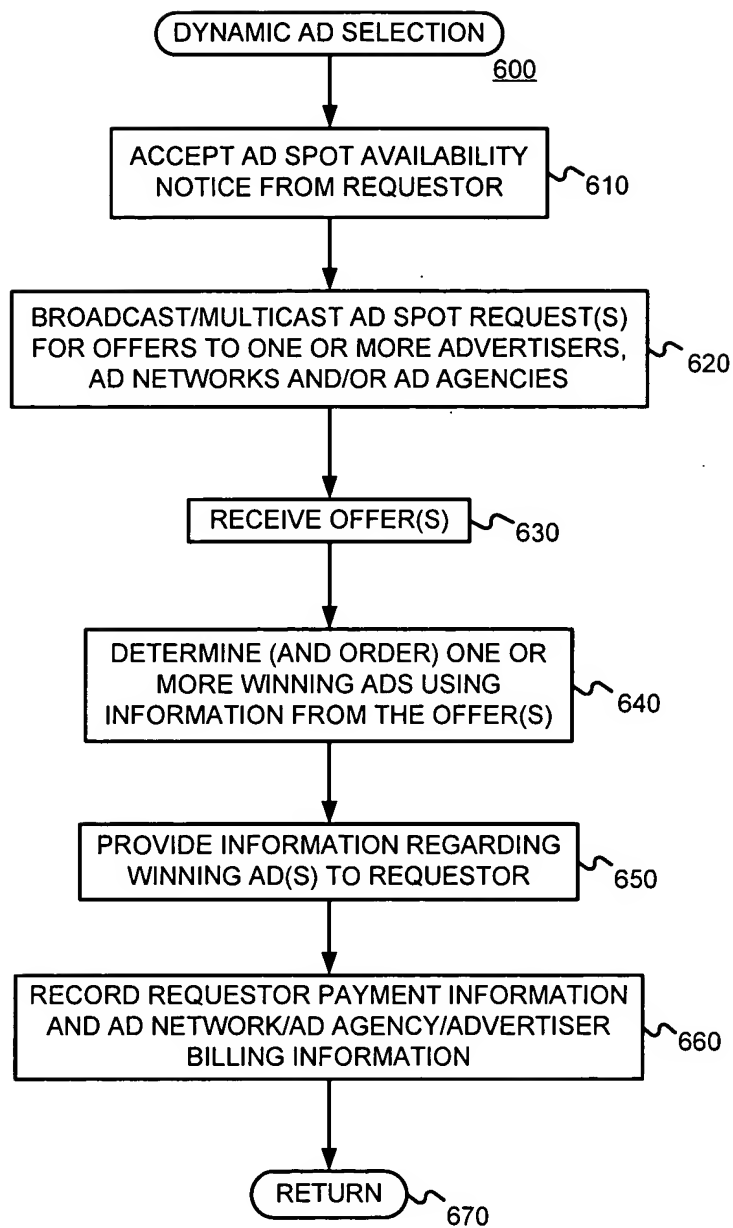 DYNAMIC AD SELECTION
600
ACCEPT AD SPOT AVAILABILITY
NOTICE FROM REQUESTOR
610
BROADCAST/MULTICAST AD SPOT REQUEST(S)
FOR OFFERS TO ONE OR MORE ADVERTISERS,
AD NETWORKS AND/OR AD AGENCIES
620
RECEIVE OFFER(S)
630
DETERMINE (AND ORDER) ONE OR
MORE WINNING ADS USING
INFORMATION FROM THE OFFER(S)
640
PROVIDE INFORMATION REGARDING
WINNING AD(S) TO REQUESTOR
650
RECORD REQUESTOR PAYMENT INFORMATION
AND AD NETWORK/AD AGENCY/ADVERTISER
BILLING INFORMATION
660
RETURN
670